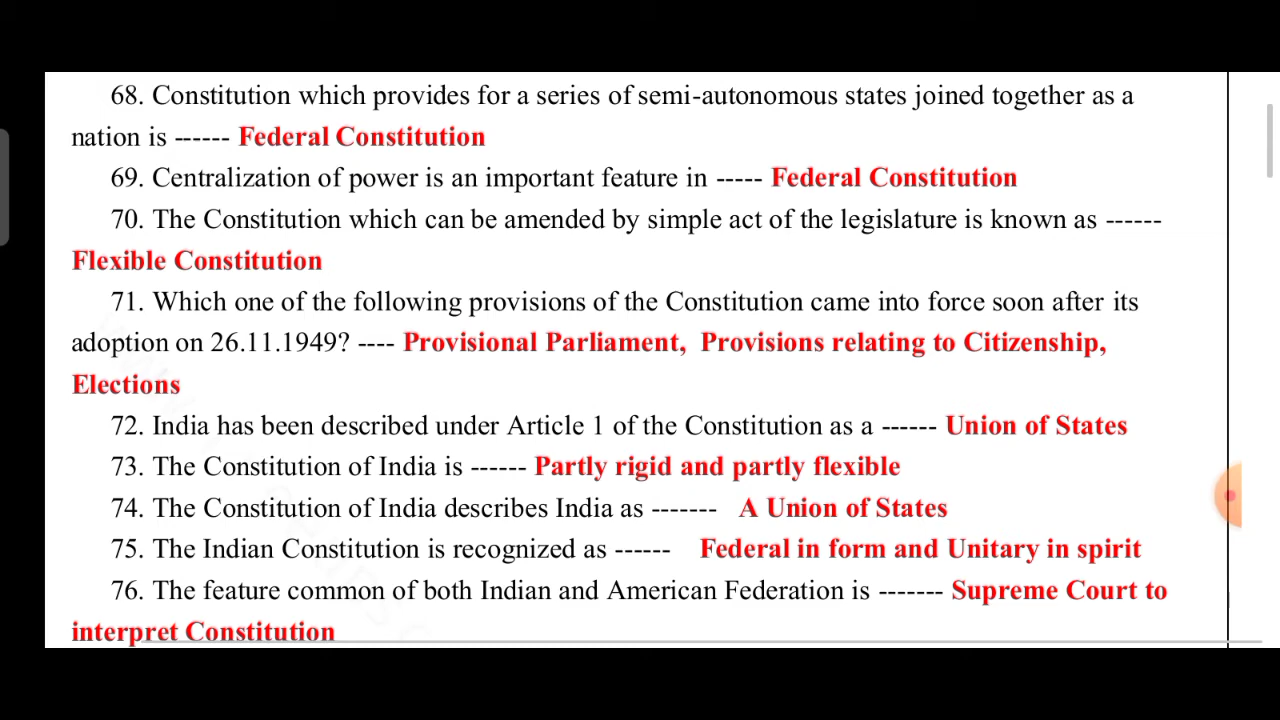 68. Constitution which provides for a series of semi-autonomous states joined together as a
nation is ------ Federal Constitution
69. Centralization of power is an important feature in ----- Federal Constitution
70. The Constitution which can be amended by simple act of the legislature is known as ------
Flexible Constitution
71. Which one of the following provisions of the Constitution came into force soon after its
adoption on 26.11.1949? ---- Provisional Parliament, Provisions relating to Citizenship,
Elections
72. India has been described under Article 1 of the Constitution as a ------ Union of States
73. The Constitution of India is ------ Partly rigid and partly flexible
74. The Constitution of India describes India as ------- A Union of States
75. The Indian Constitution is recognized as ------ Federal in form and Unitary in spirit
76. The feature common of both Indian and American Federation is ------- Supreme Court to
interpret Constitution